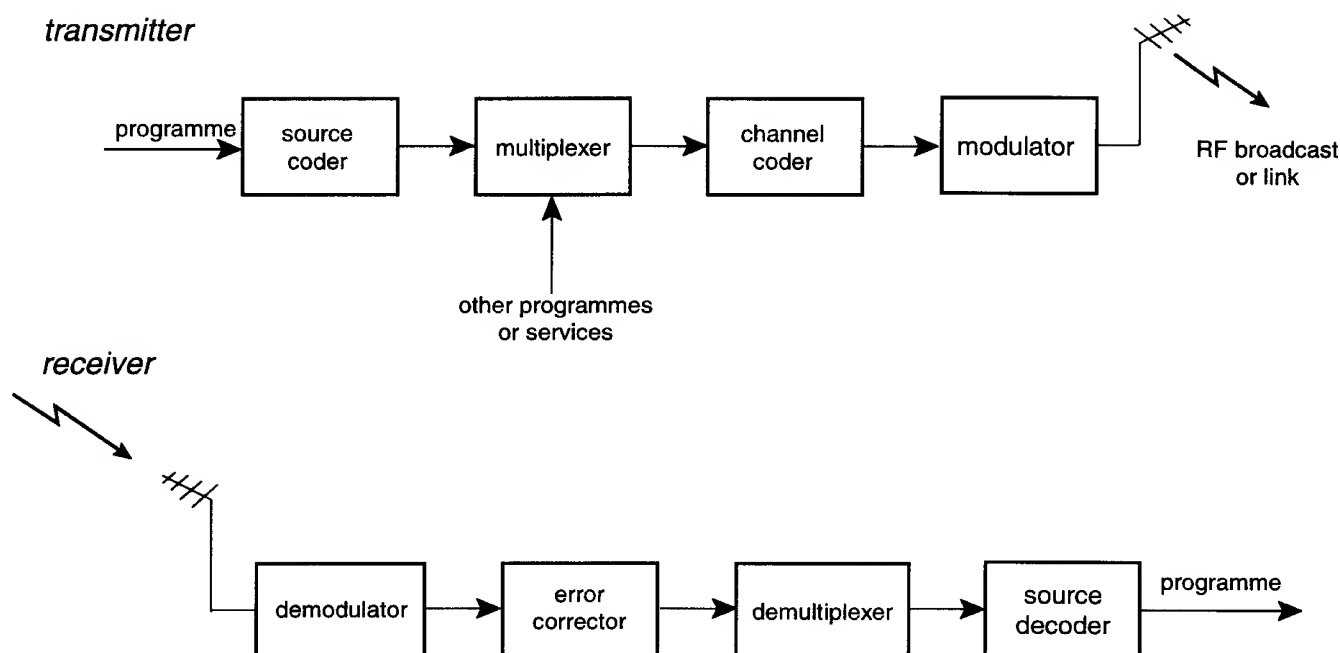 transmitter
programme
source
coder
multiplexer
channel
coder
modulator
RF broadcast
or link
other programmes
or services
receiver
demodulator
error
corrector
demultiplexer
source
decoder
programme